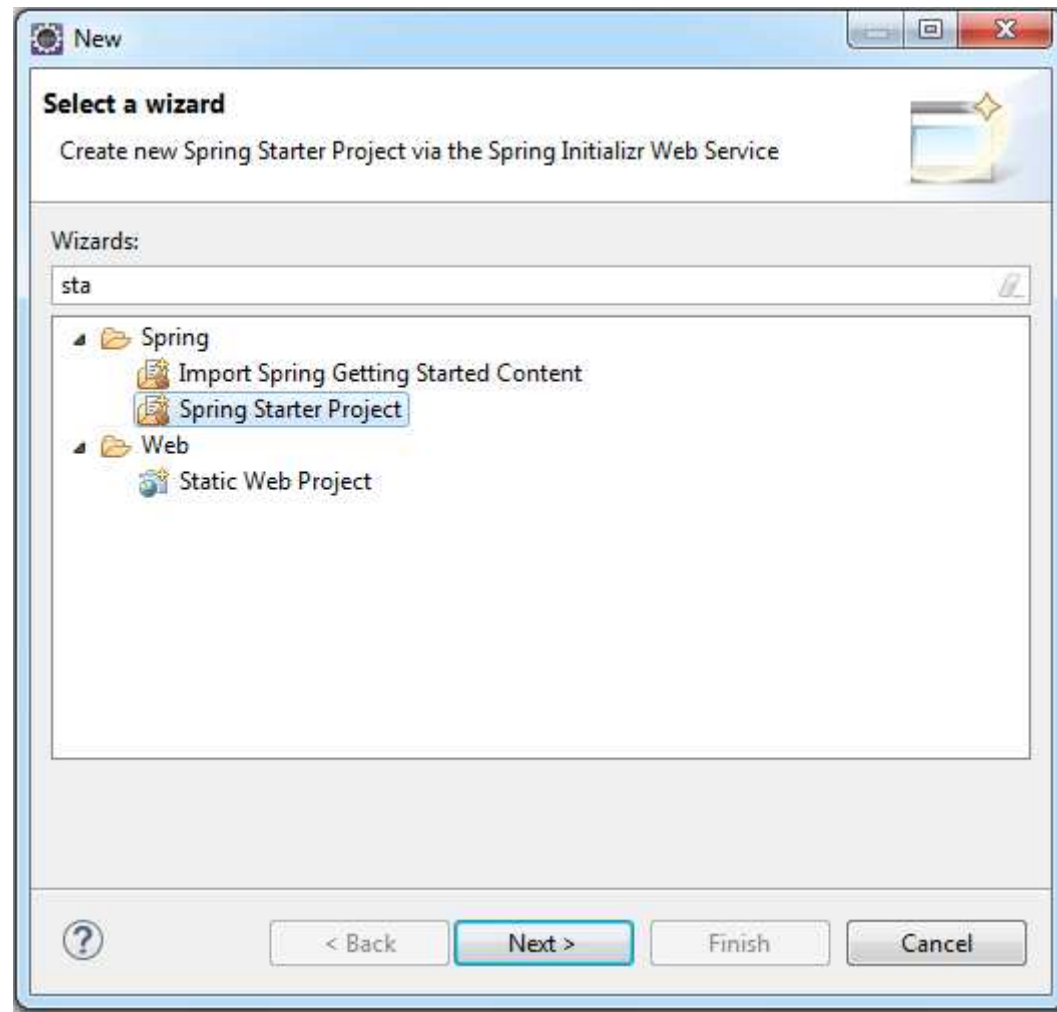 New
Select a wizard
Create new Spring Starter Project via the Spring Initializr Web Service
Wizards:
sta
Spring
Import Spring Getting Started Content
Spring Starter Project
Web
Static Web Project
? < Back Next > Finish Cancel